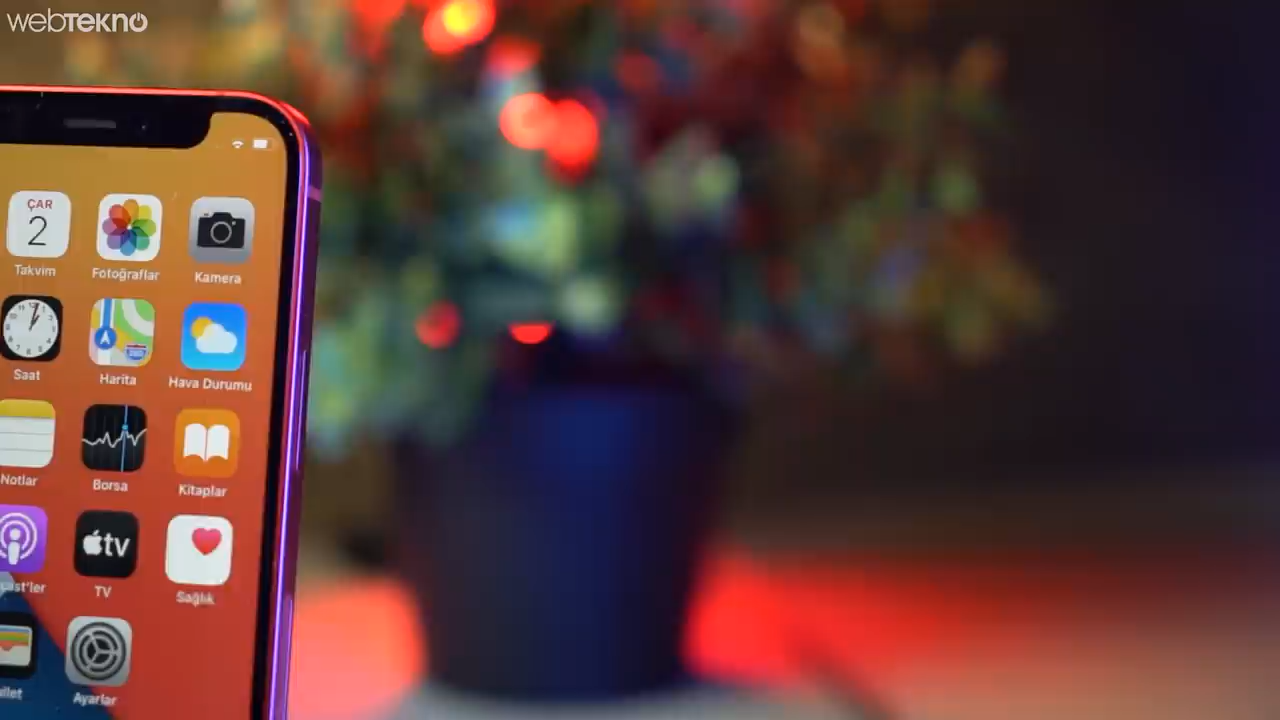 webTEKNO
ÇAR
2
Takvim
Fotoğraflar
Kamera
Saat
Harita
Hava Durumu
Notlar
Borsa
Kitaplar
tv
TV
Sağlık
Ayarlar